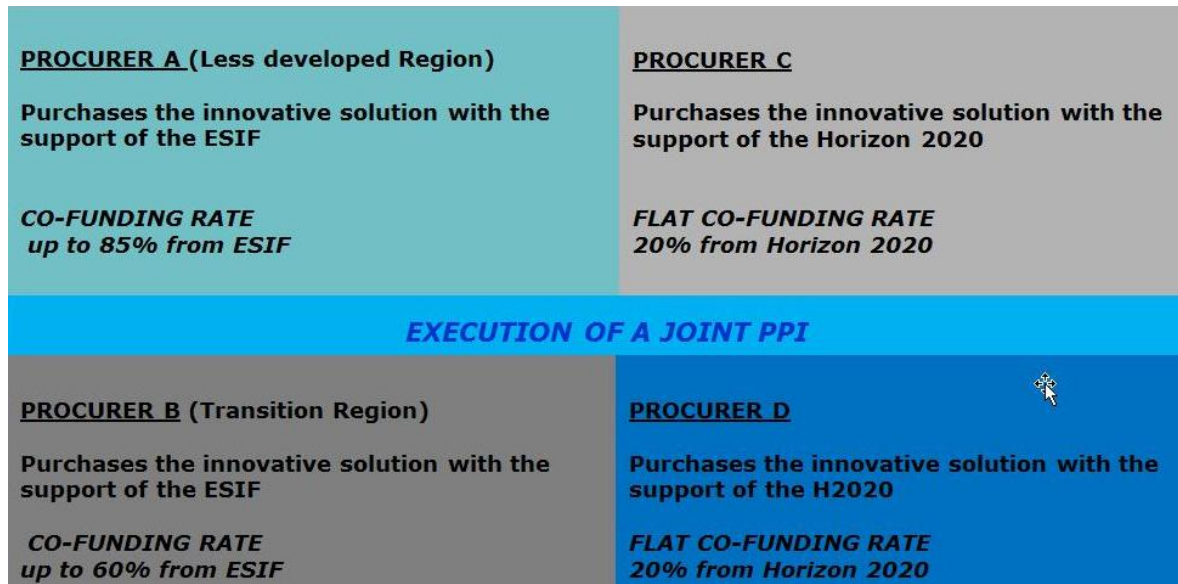 PROCURER A (Less developed Region)
Purchases the innovative solution with the
support of the ESIF
CO-FUNDING RATE
up to 85% from ESIF
PROCURER C
Purchases the innovative solution with the
support of the Horizon 2020
FLAT CO-FUNDING RATE
20% from Horizon 2020
EXECUTION OF A JOINT PPI
PROCURER B (Transition Region)
Purchases the innovative solution with the
support of the ESIF
CO-FUNDING RATE
up to 60% from ESIF
PROCURER D
Purchases the innovative solution with the
support of the H2020
FLAT CO-FUNDING RATE
20% from Horizon 2020